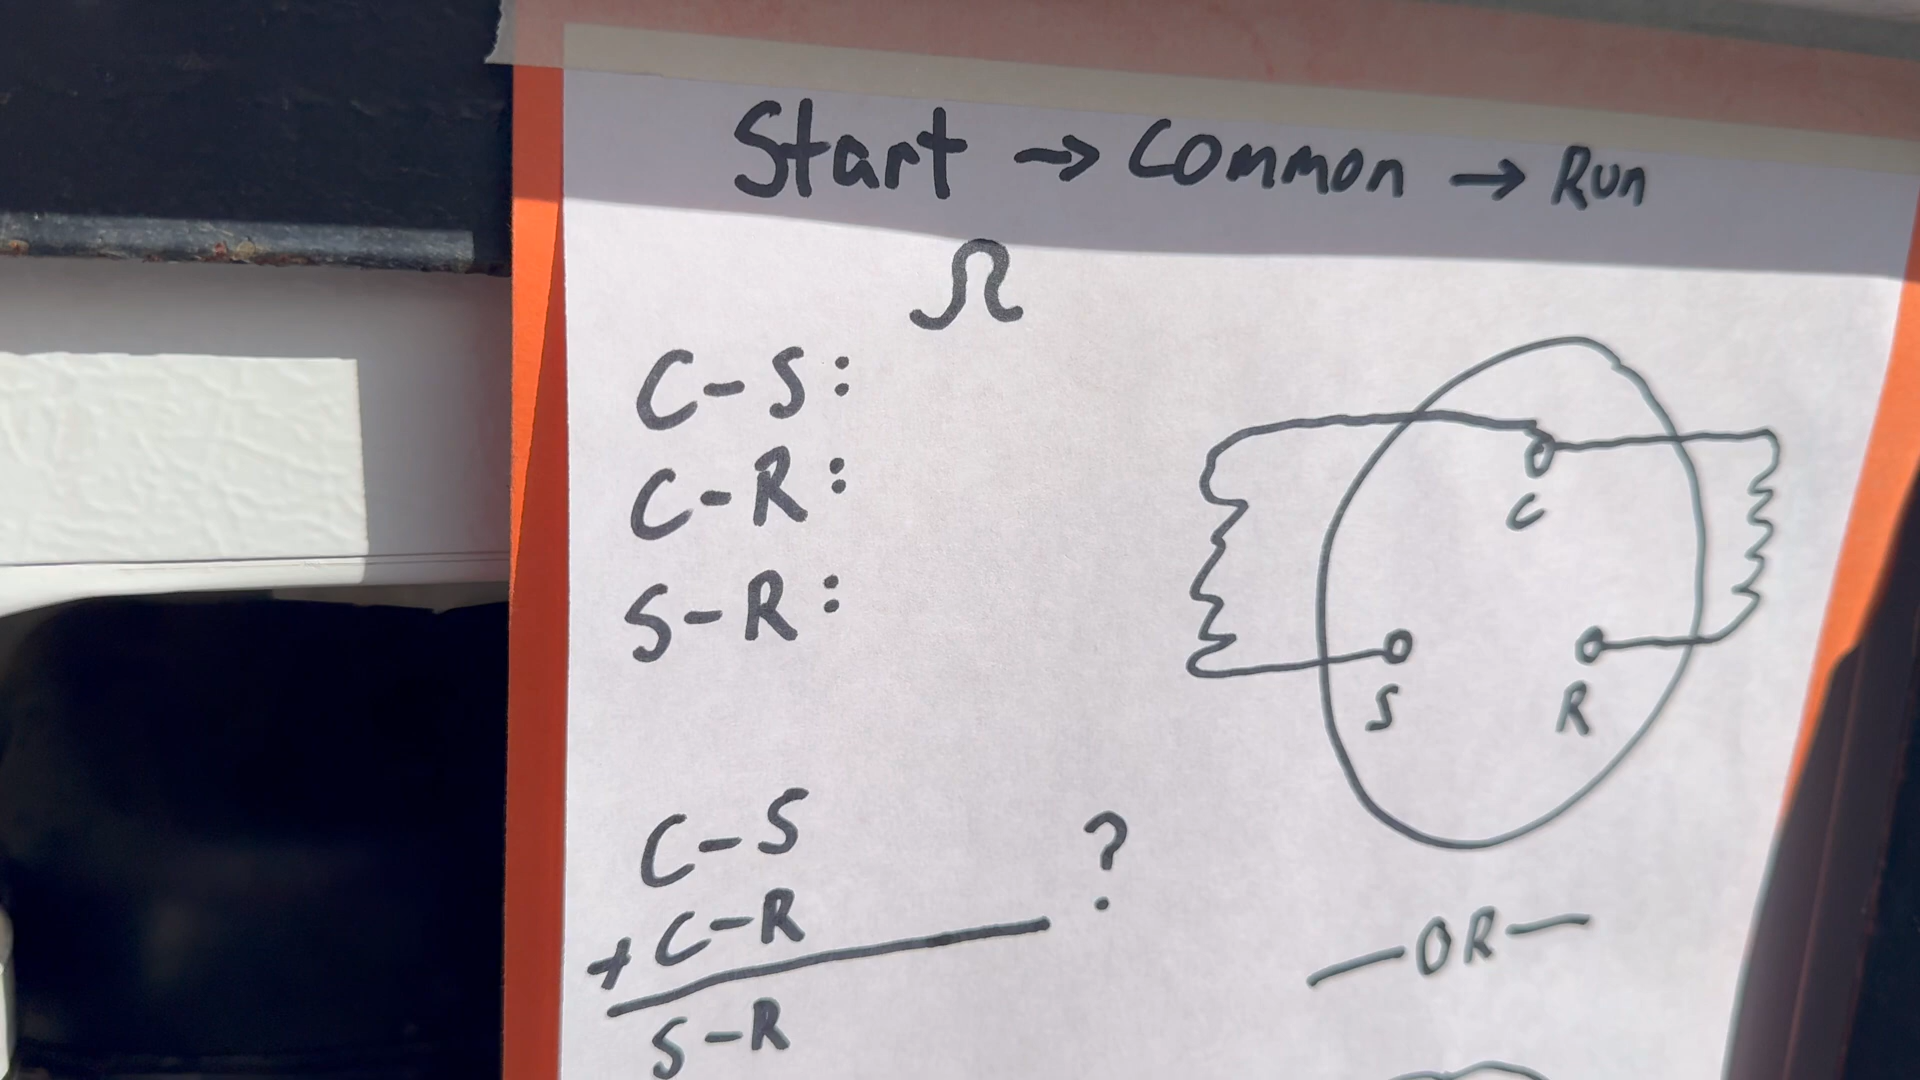 Start → Common → Run
Ω
C-S:
C-R:
S-R:
C
S
R
C-S
+ C-R ?
S-R
—OR—